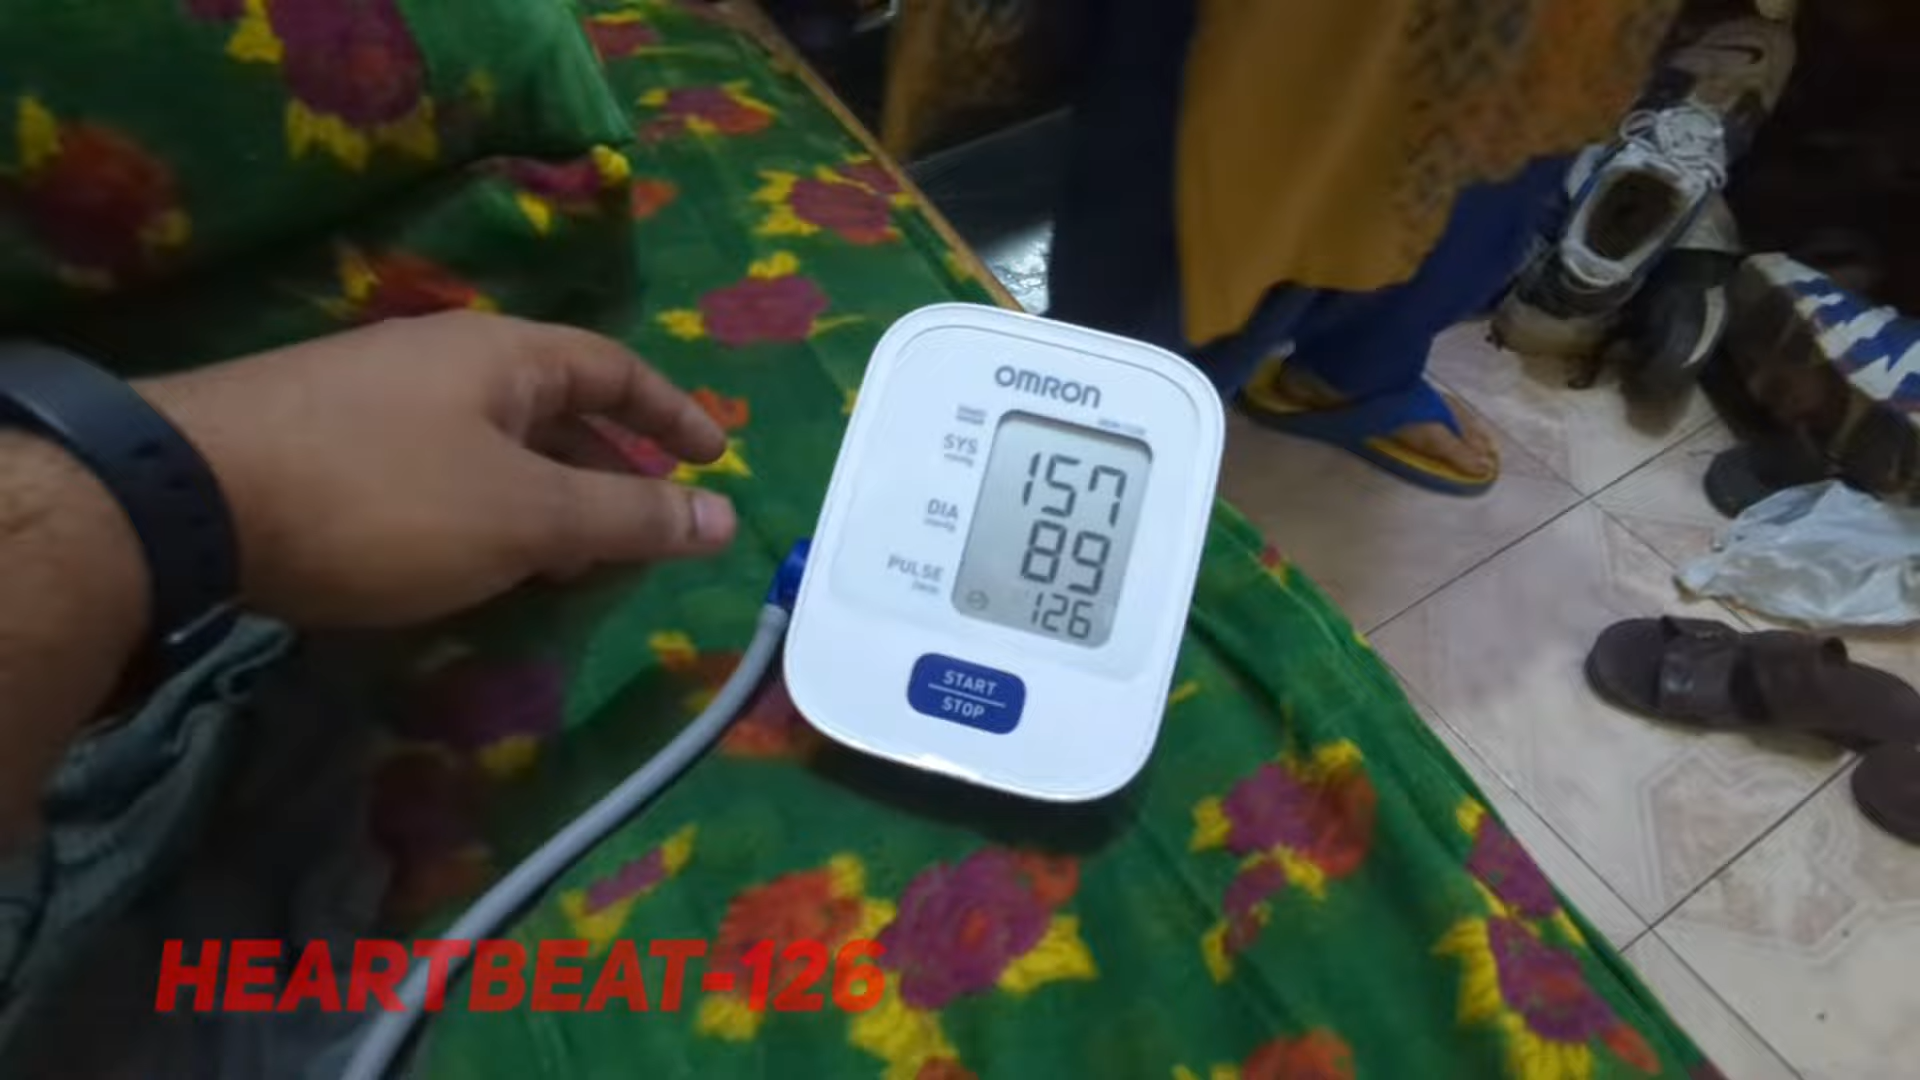 OMRON
SYS
157
DIA
89
PULSE
126
START
STOP
HEARTBEAT-126